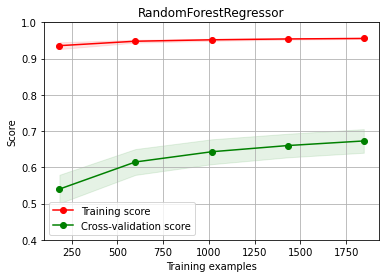 RandomForestRegressor
1.0
0.9
0.8
0.7
0.6
0.5
0.4
Score
Training score
Cross-validation score
250 500 750 1000 1250 1500 1750
Training examples